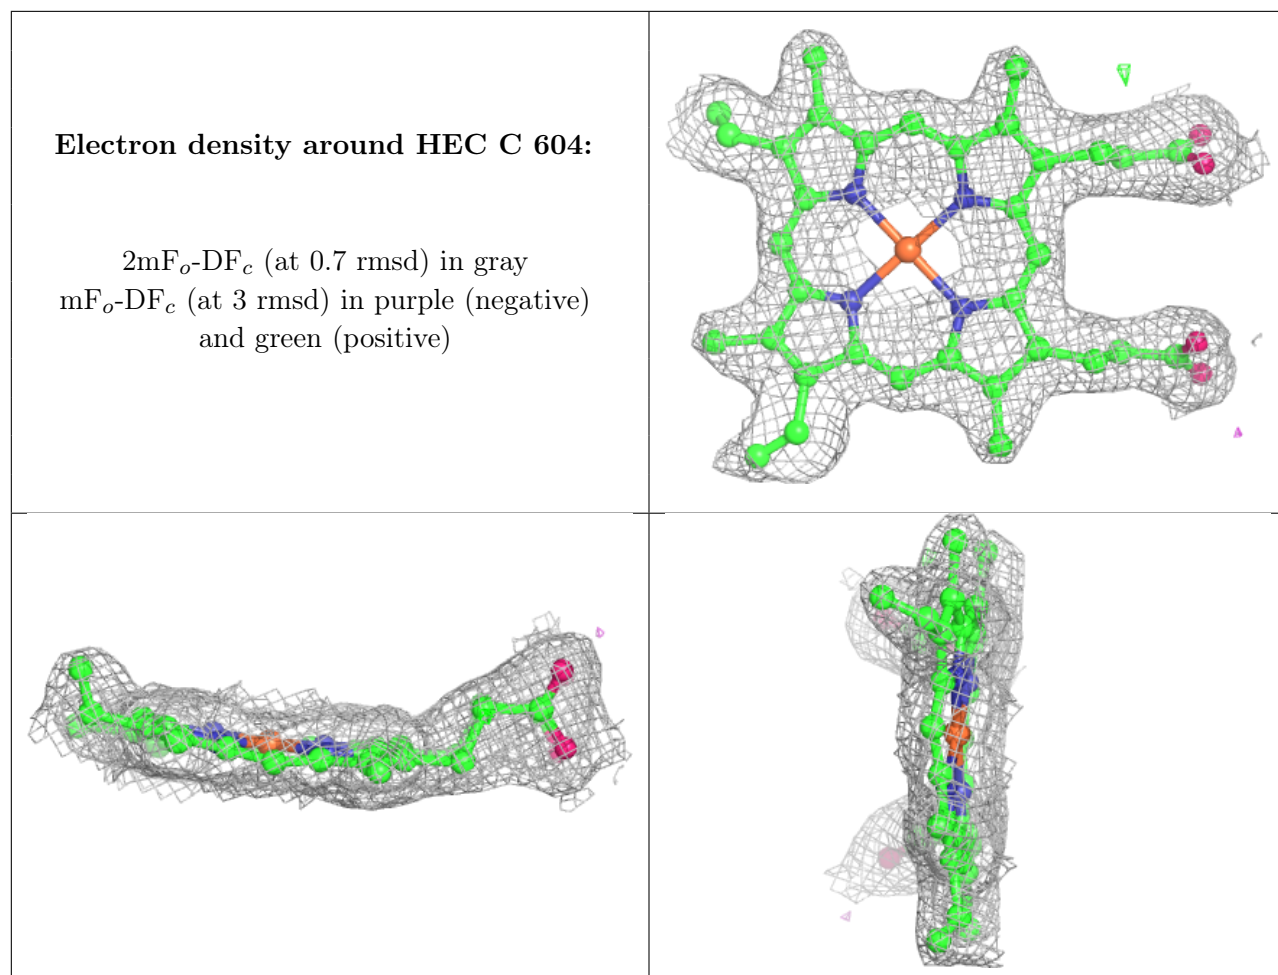 Electron density around HEC C 604:
2mFo-DFc (at 0.7 rmsd) in gray
mFo-DFc (at 3 rmsd) in purple (negative)
and green (positive)